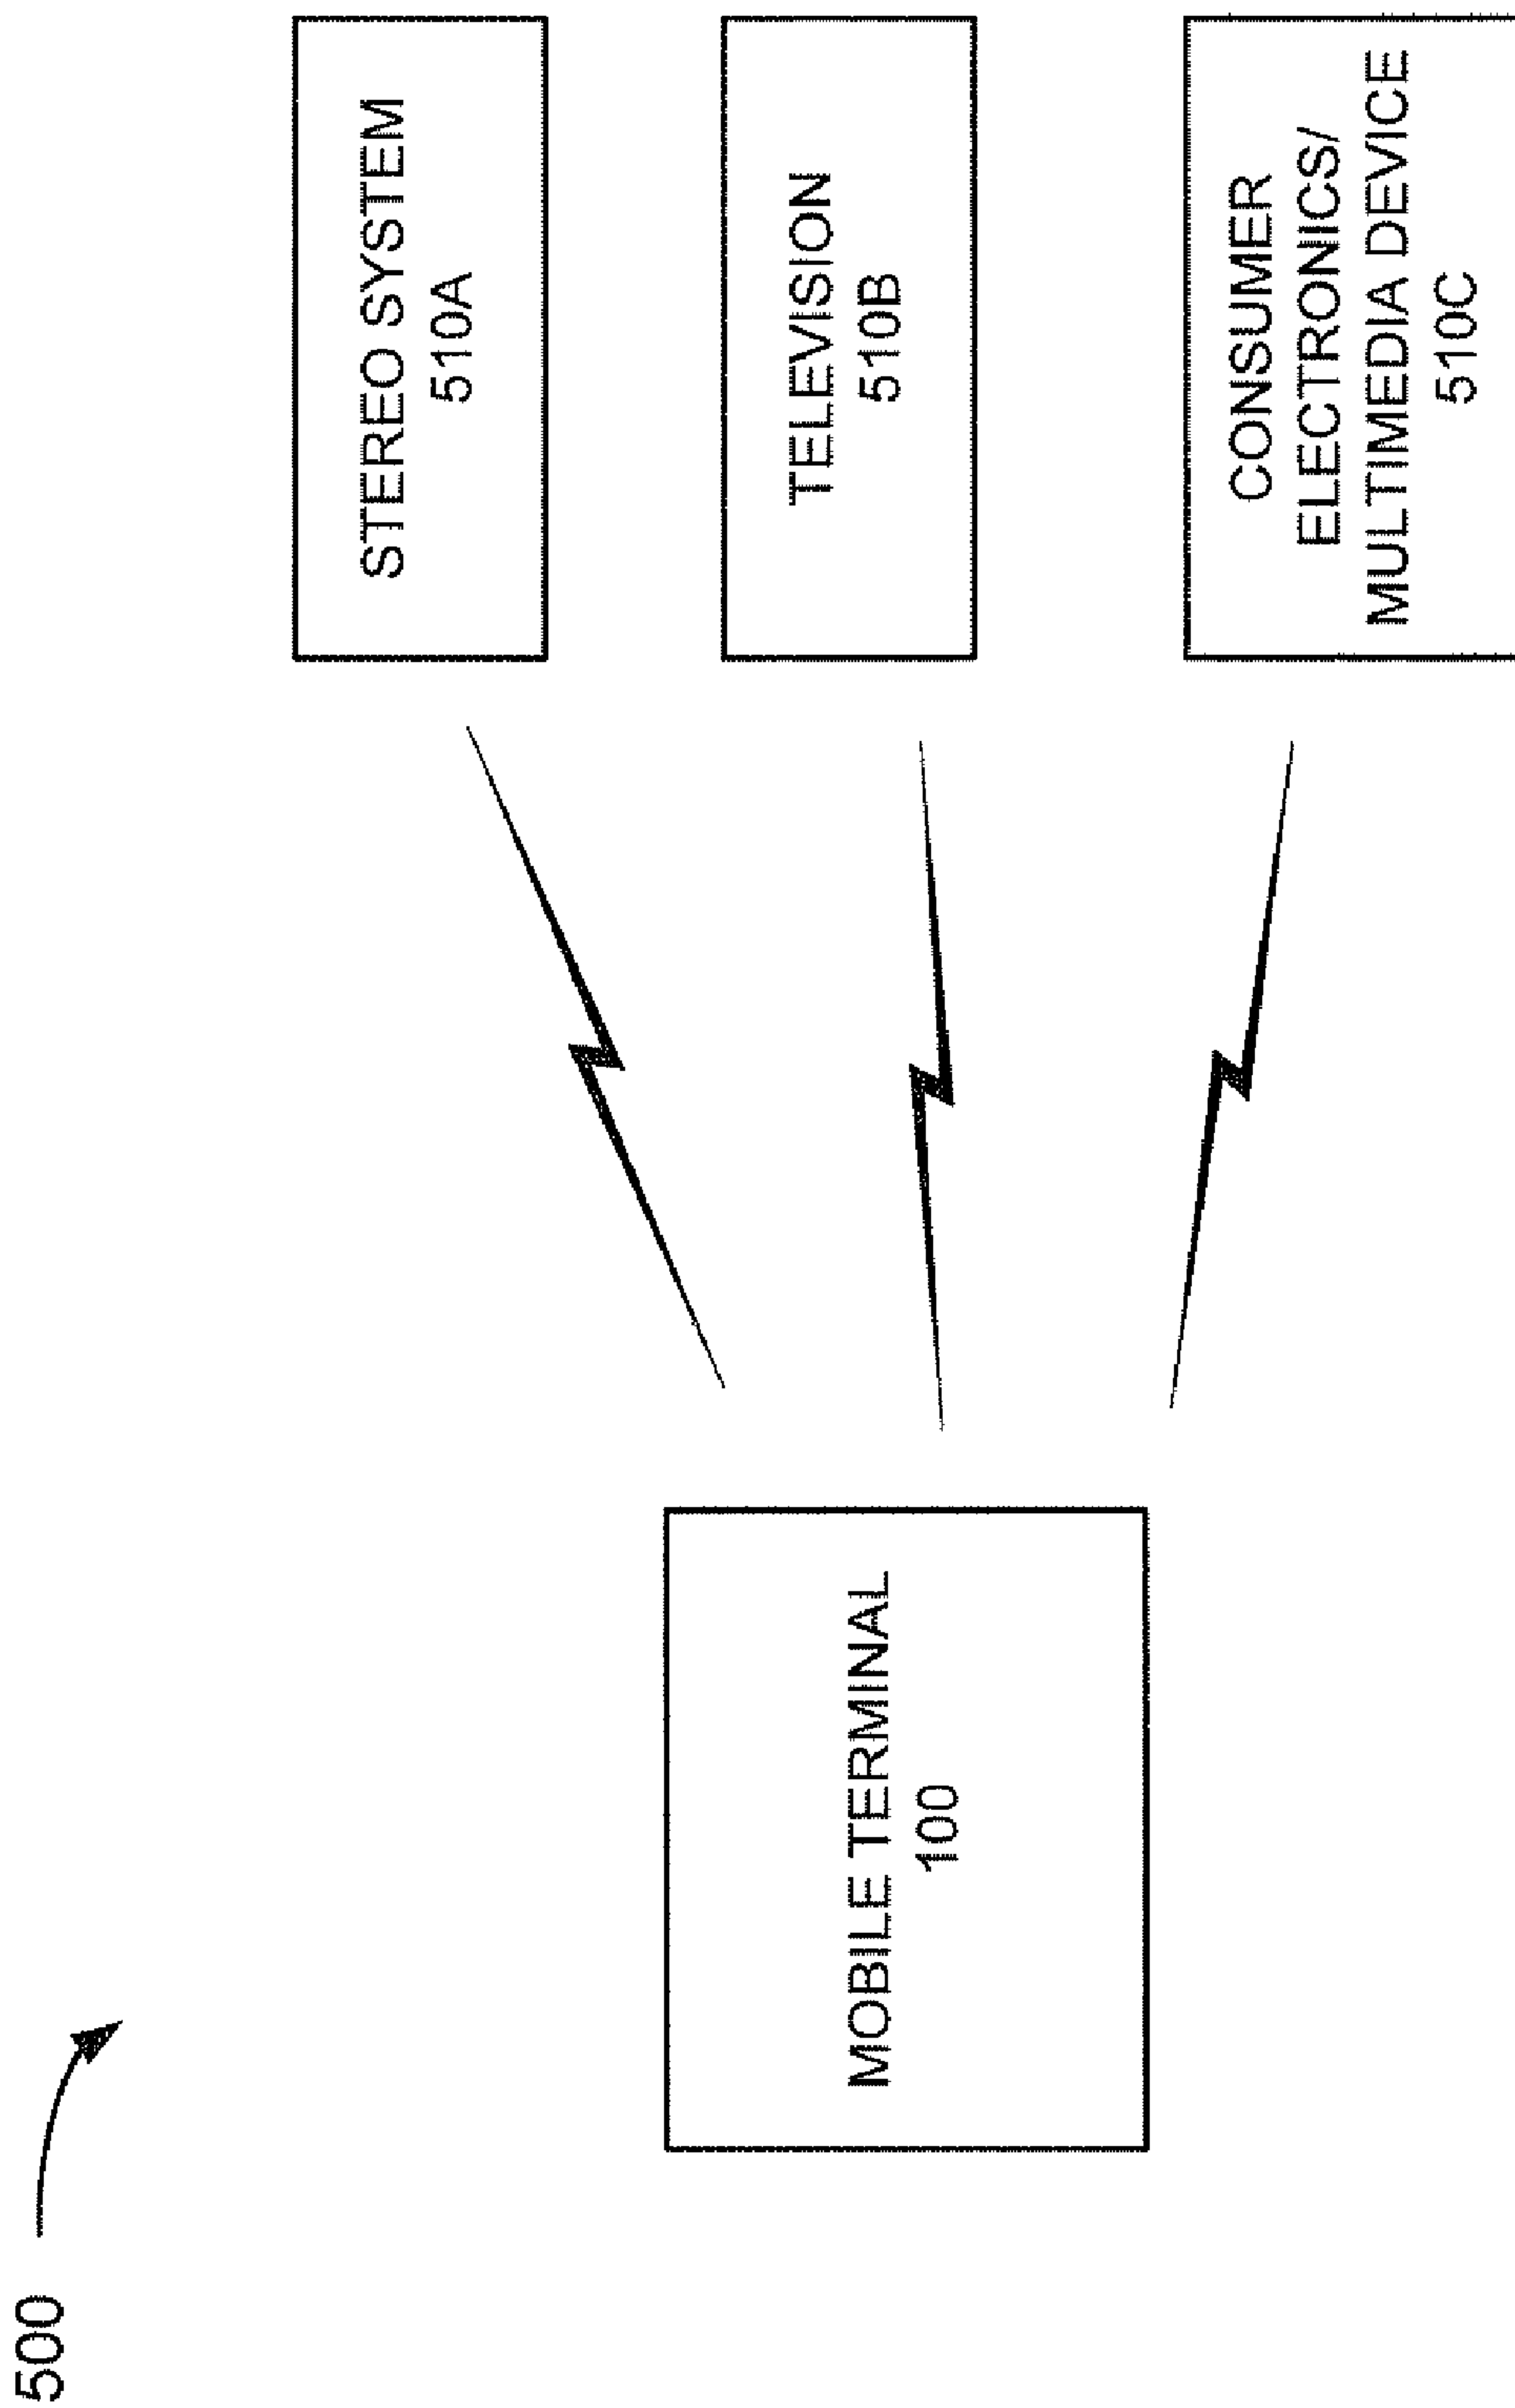 500
MOBILE TERMINAL
100
STEREO SYSTEM
510A
TELEVISION
510B
CONSUMER
ELECTRONICS/
MULTIMEDIA DEVICE
510C